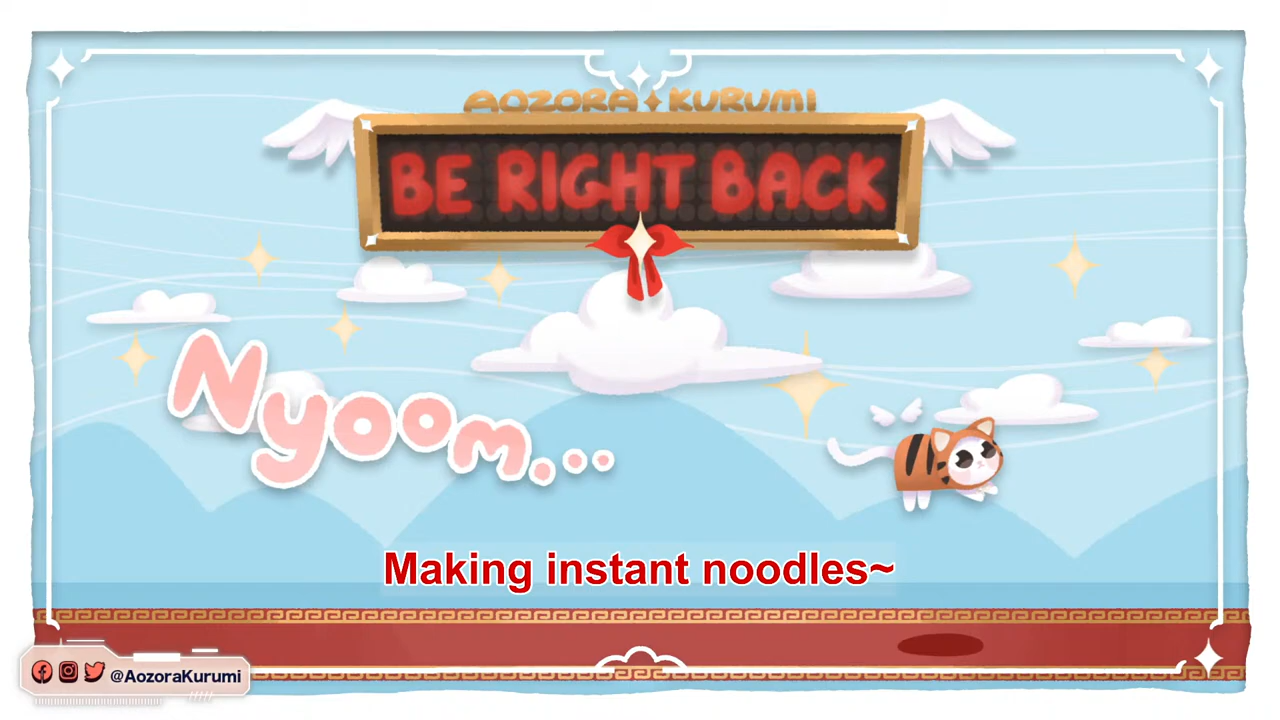 AOZORA KURUMI
BE RIGHT BACK
Nyoom...
Making instant noodles~
@AozoraKurumi